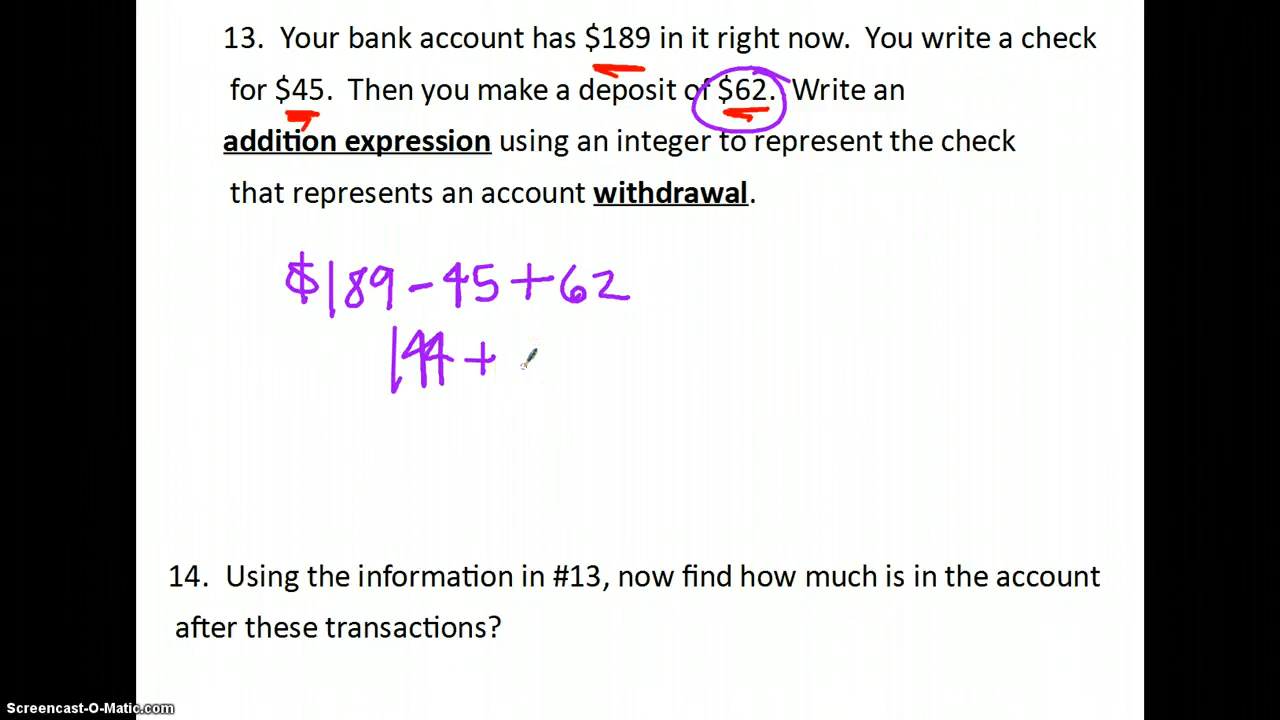 13. Your bank account has $189 in it right now. You write a check
for $45. Then you make a deposit of $62. Write an
addition expression using an integer to represent the check
that represents an account withdrawal.
$189 - 45 + 62
144 +
14. Using the information in #13, now find how much is in the account
after these transactions?
Screencast-O-Matic.com